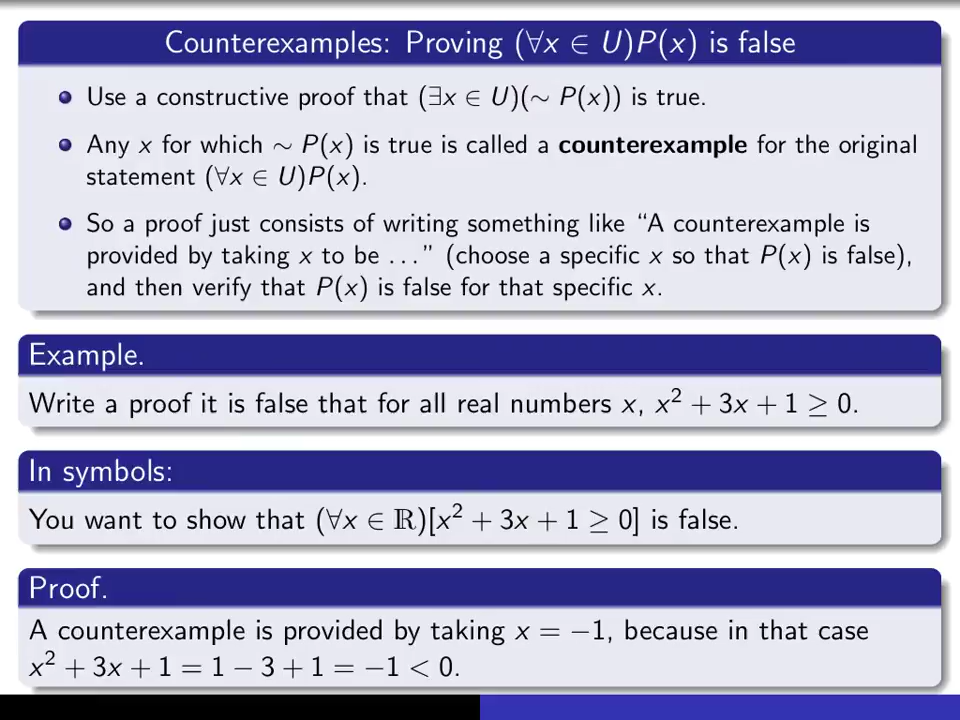 Counterexamples: Proving (∀x ∈ U)P(x) is false
Use a constructive proof that (∃x ∈ U)(∼ P(x)) is true.
Any x for which ∼ P(x) is true is called a counterexample for the original
statement (∀x ∈ U)P(x).
So a proof just consists of writing something like “A counterexample is
provided by taking x to be ...” (choose a specific x so that P(x) is false),
and then verify that P(x) is false for that specific x.
Example.
Write a proof it is false that for all real numbers x, x² + 3x + 1 ≥ 0.
In symbols:
You want to show that (∀x ∈ ℝ)[x² + 3x + 1 ≥ 0] is false.
Proof.
A counterexample is provided by taking x = −1, because in that case
x² + 3x + 1 = 1 − 3 + 1 = −1 < 0.